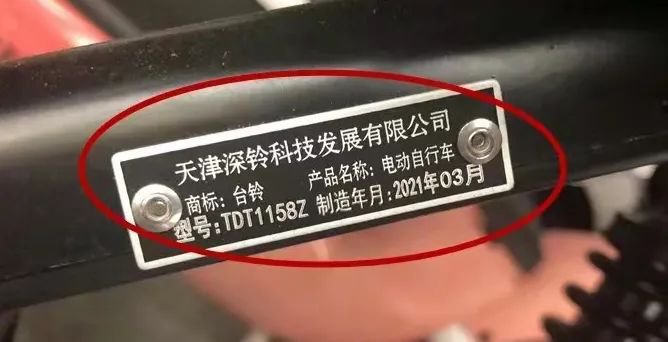 天津深铃科技发展有限公司
商标：台铃 产品名称：电动自行车
型号：TDT1158Z 制造年月：2021年03月